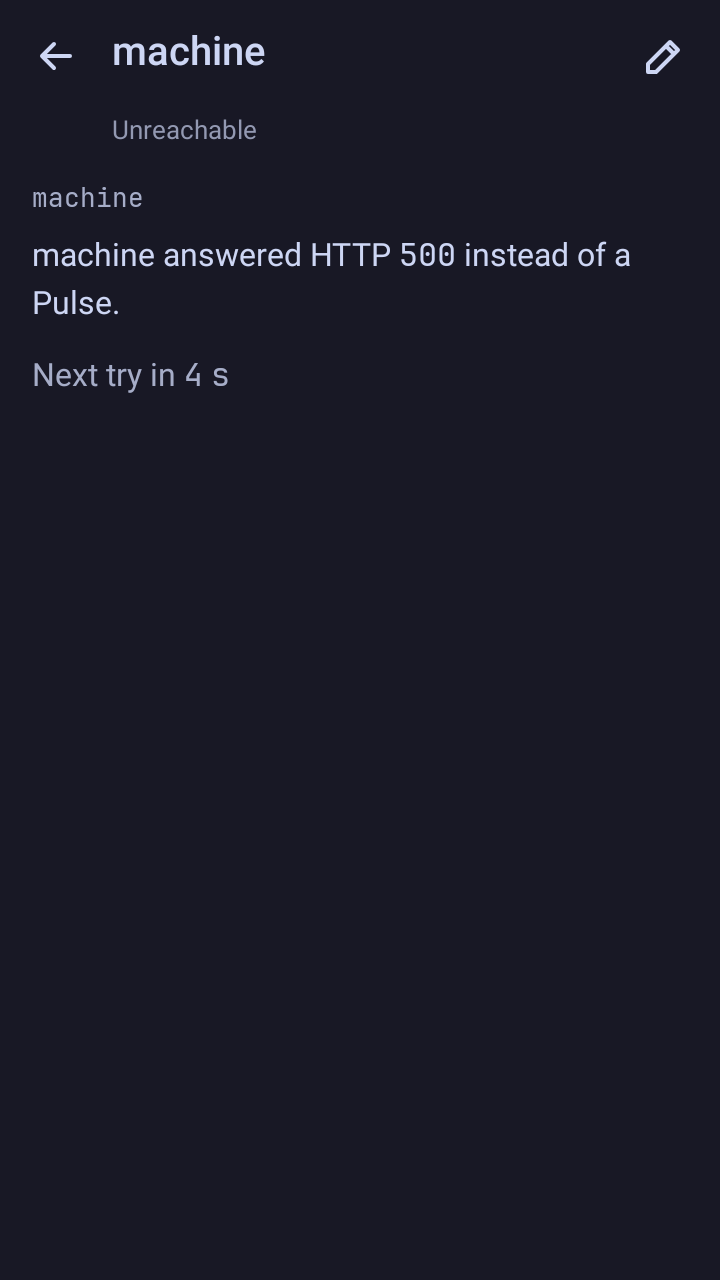 machine
Unreachable
machine
machine answered HTTP 500 instead of a
Pulse.
Next try in 4 s